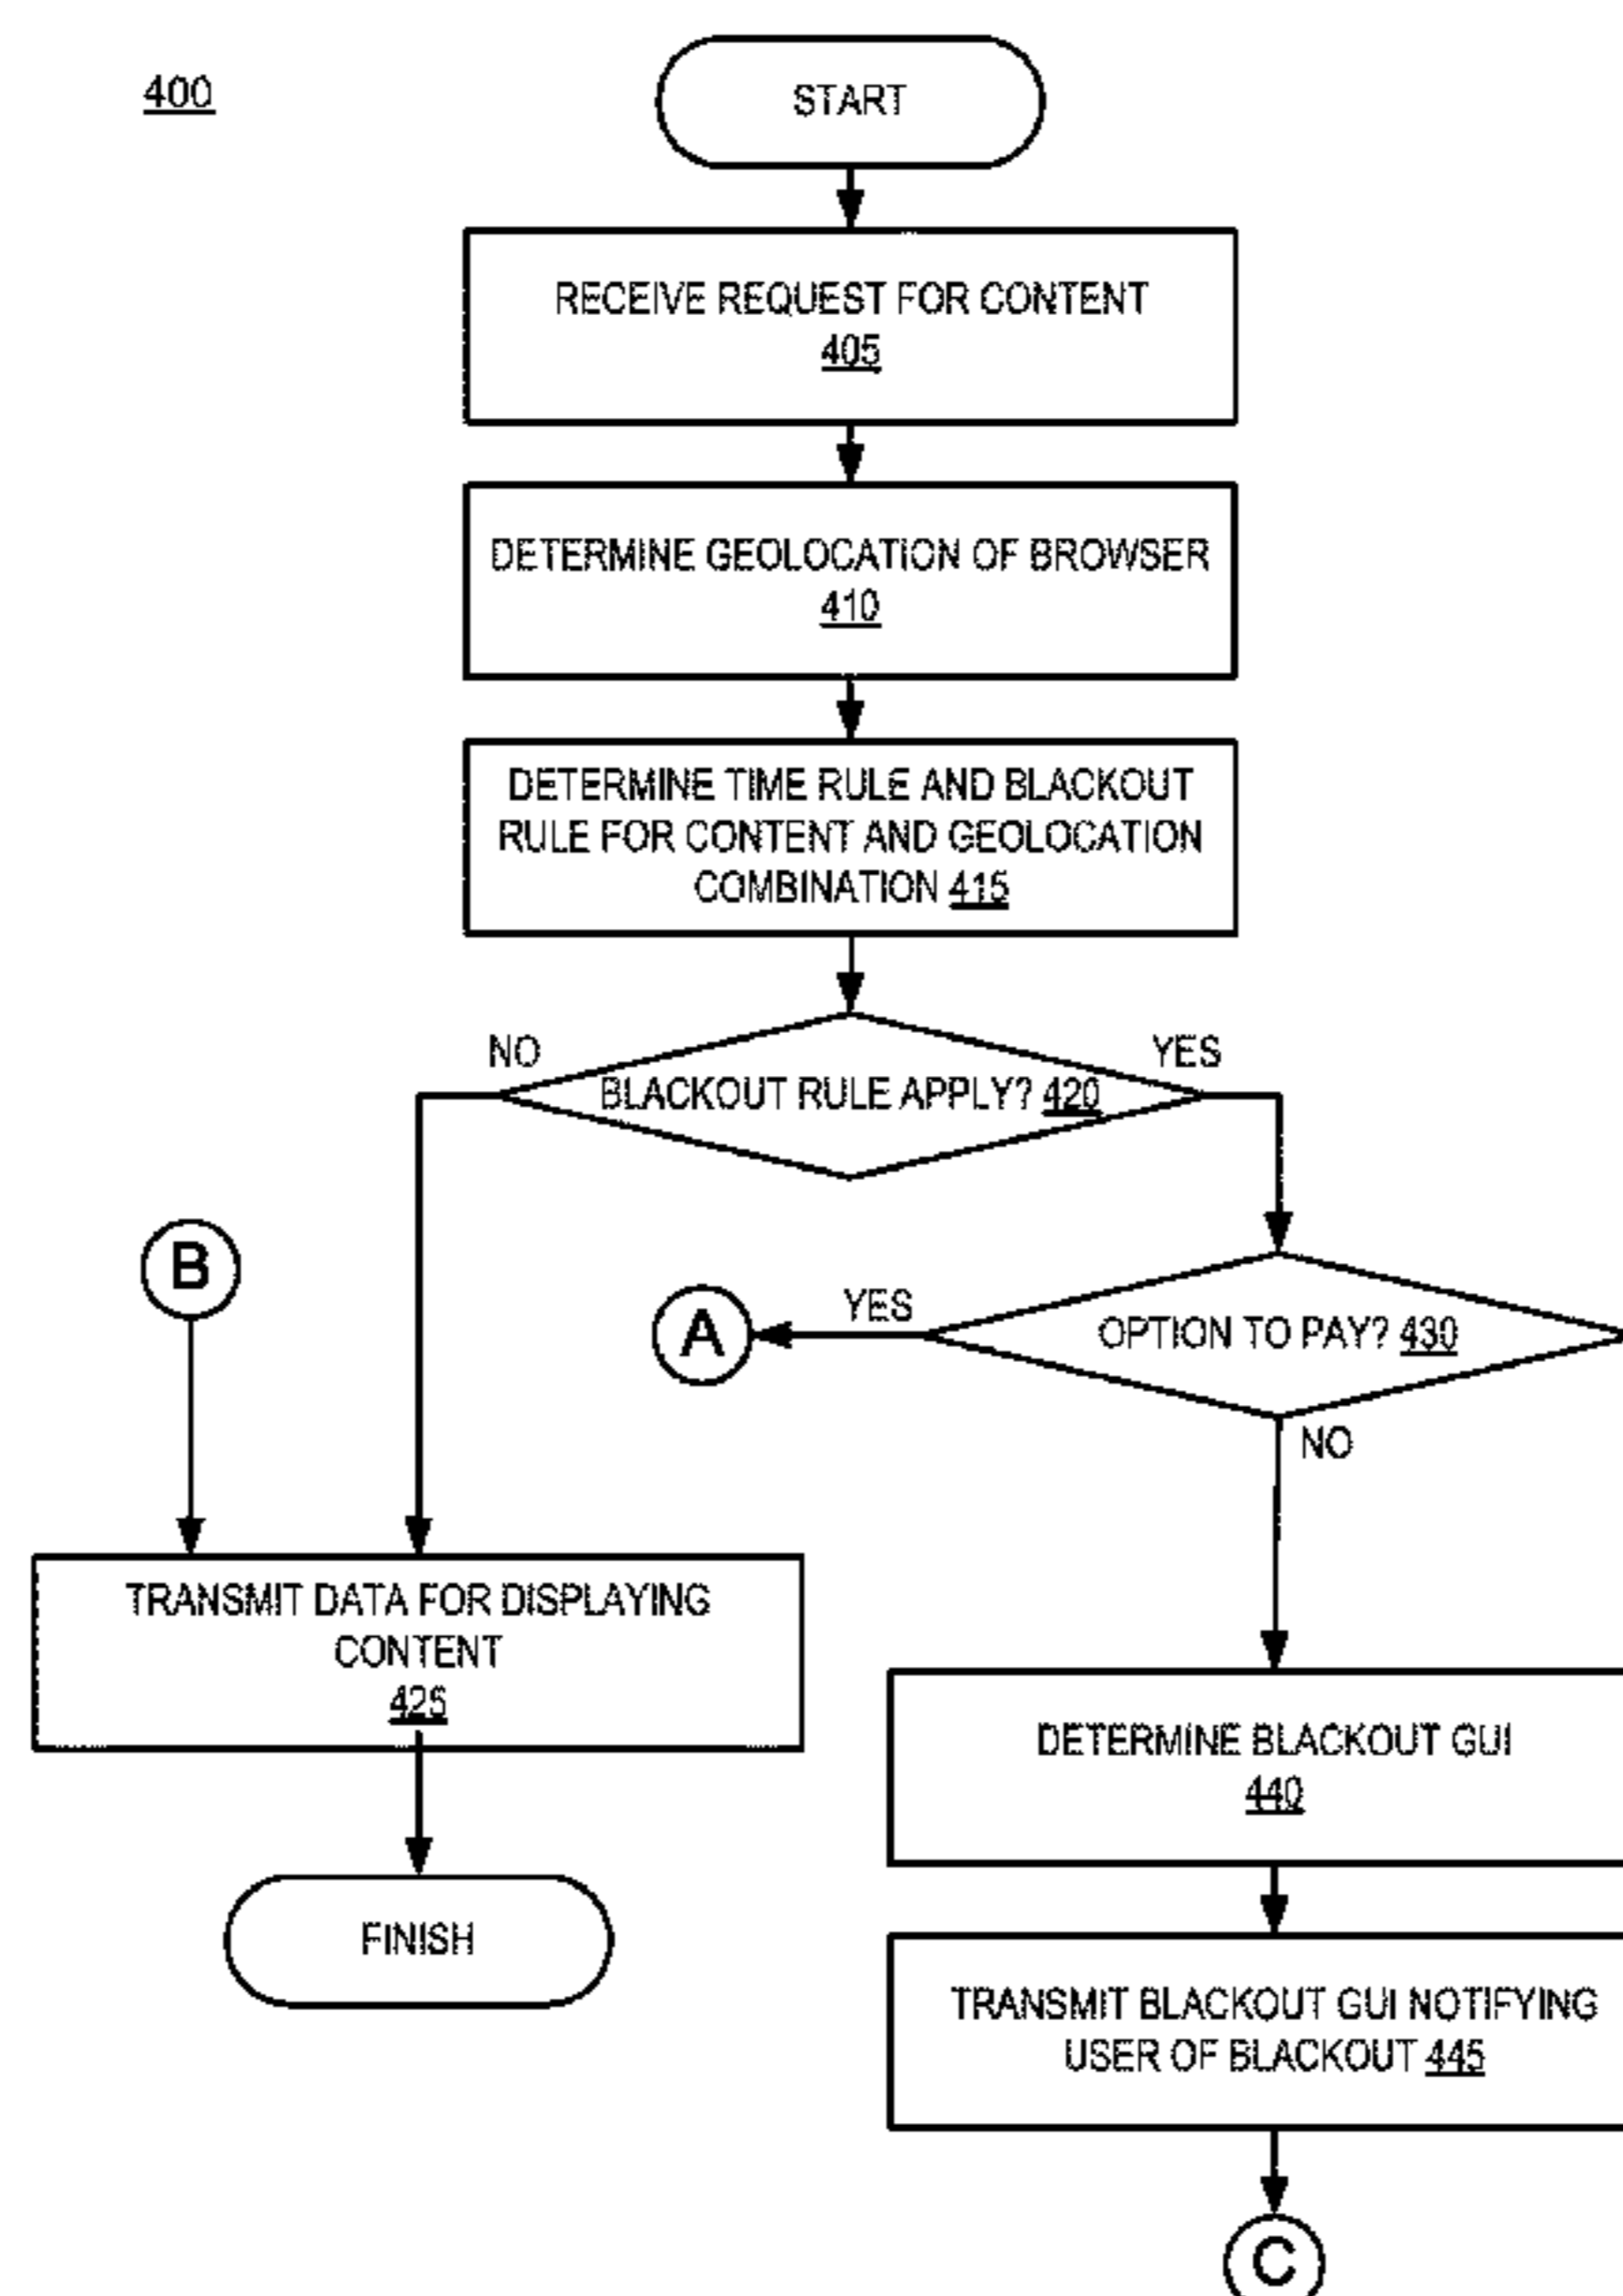 400
START
RECEIVE REQUEST FOR CONTENT
405
DETERMINE GEOLOCATION OF BROWSER
410
DETERMINE TIME RULE AND BLACKOUT
RULE FOR CONTENT AND GEOLOCATION
COMBINATION 415
NO
YES
BLACKOUT RULE APPLY? 420
B
A
YES
OPTION TO PAY? 430
NO
TRANSMIT DATA FOR DISPLAYING
CONTENT
425
DETERMINE BLACKOUT GUI
440
FINISH
TRANSMIT BLACKOUT GUI NOTIFYING
USER OF BLACKOUT 445
C